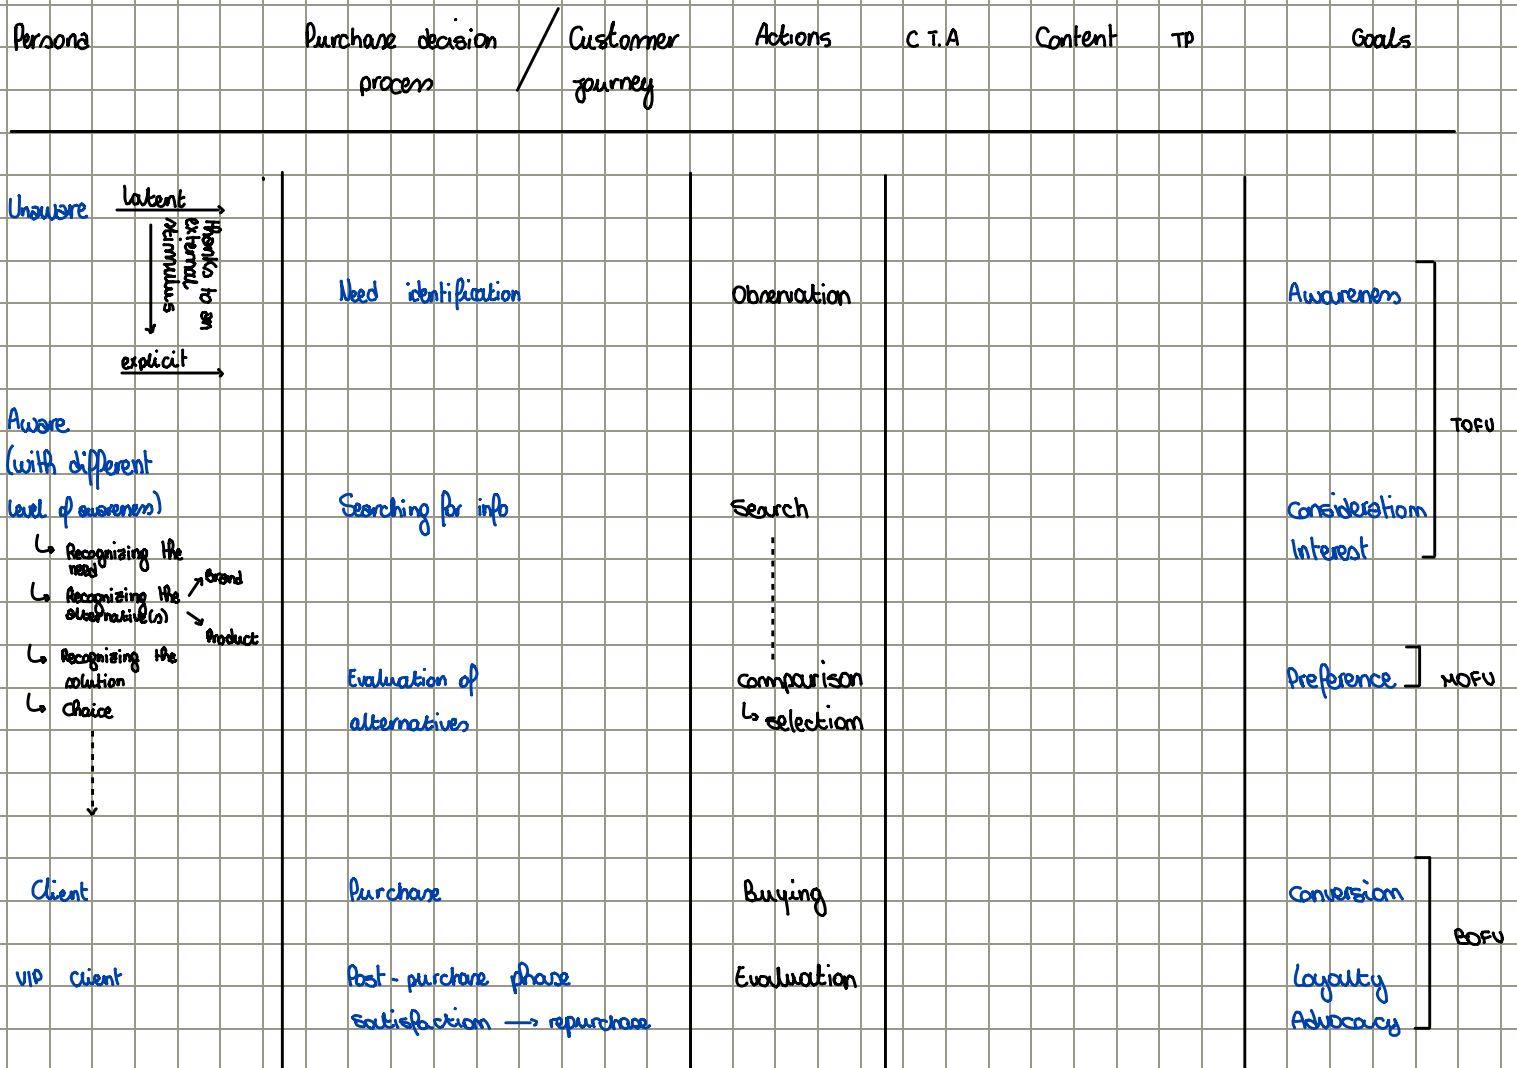 Persona
Purchase decision process / Customer journey
Actions
C.T.A
Content
TP
Goals
Unaware
latent
thanks to an
external
stimmulus
explicit
Need identification
Observation
Awareness
Aware
(with different
level of awareness)
Searching for info
Search
Consideration
Interest
TOFU
Recognizing the
need
Recognizing the
alternative(s)
Brand
Product
Recognizing the
solution
Choice
Evaluation of
alternatives
Comparison
selection
Preference
MOFU
Client
Purchase
Buying
Conversion
BOFU
VIP Client
Post-purchase phase
satisfaction → repurchase
Evaluation
Loyalty
Advocacy